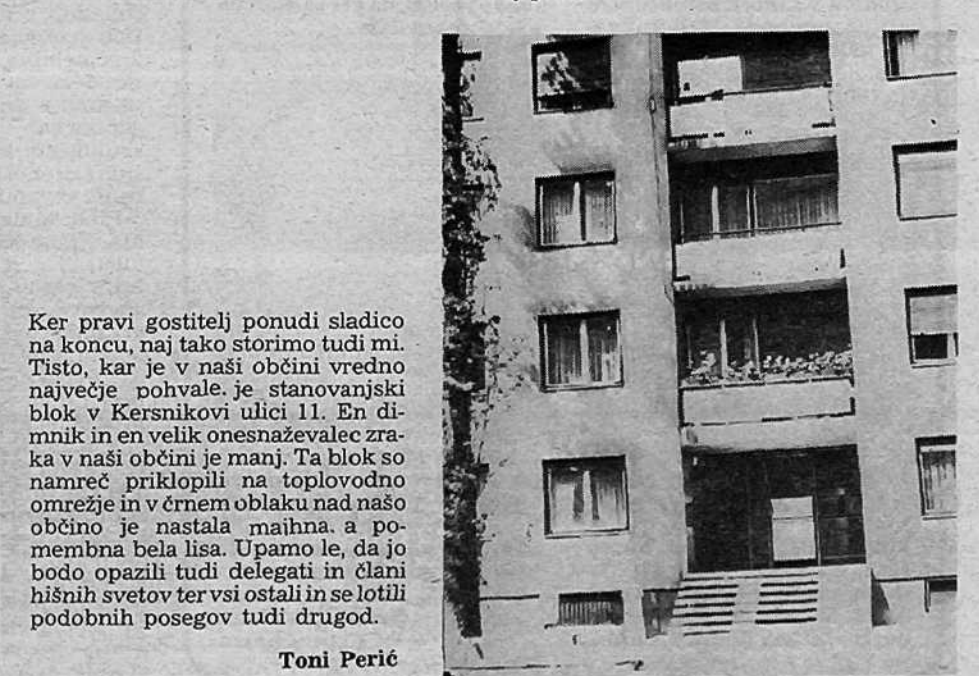 Ker pravi gostitelj ponudi sladico
na koncu, naj tako storimo tudi mi.
Tisto, kar je v naši občini vredno
največje pohvale. je stanovanjski
blok v Kersnikovi ulici 11. En di-
mnik in en velik onesnaževalec zra-
ka v naši občini je manj. Ta blok so
namreč priklopili na toplovodno
omrežje in v črnem oblaku nad našo
občino je nastala majhna. a po-
membna bela lisa. Upamo le, da jo
bodo opazili tudi delegati in člani
hišnih svetov ter vsi ostali in se lotili
podobnih posegov tudi drugod.
Toni Perić